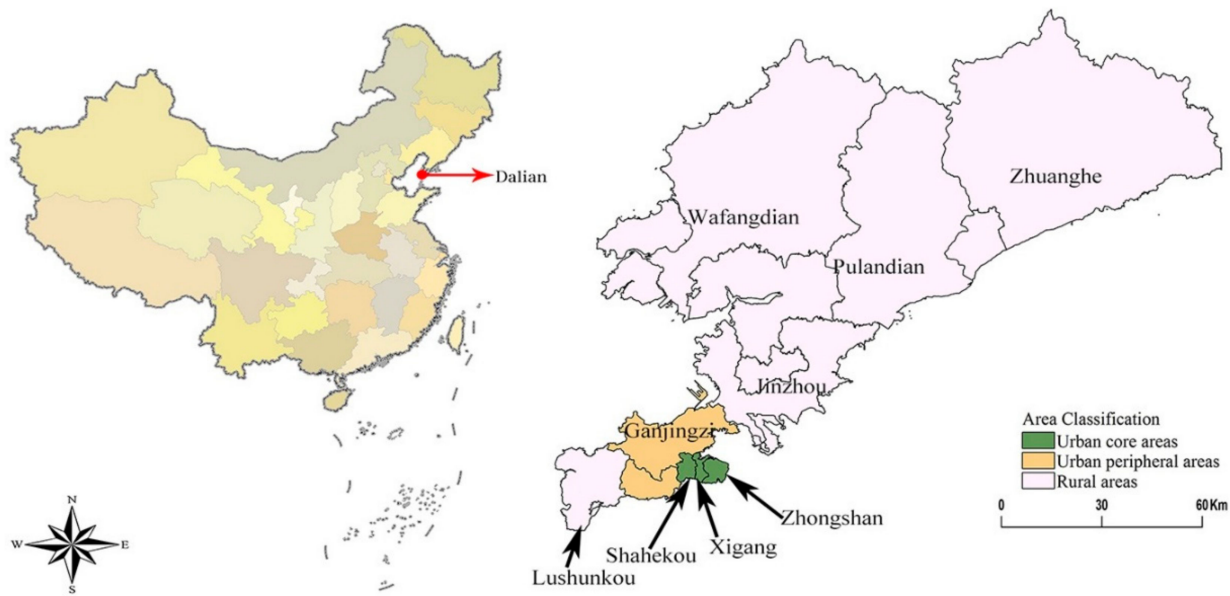 Dalian
Zhuanghe
Wafangdian
Pulandian
Jinzhou
Ganjingzi
Zhongshan
Xigang
Shahekou
Lushunkou
Area Classification
Urban core areas
Urban peripheral areas
Rural areas
0 30 60 Km
N
W E
S